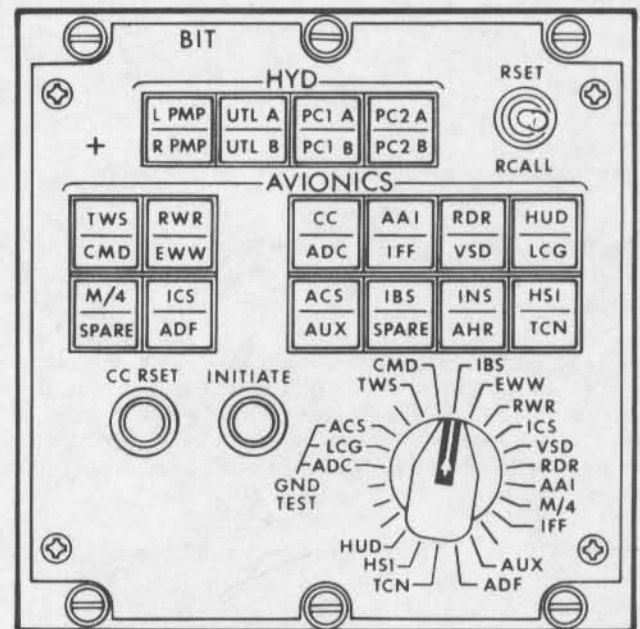 BIT
HYD
RSET
L PMP UTL A PC1 A PC2 A
R PMP UTL B PC1 B PC2 B
RCALL
+
AVIONICS
TWS RWR CC AAI RDR HUD
CMD EWW ADC IFF VSD LCG
M/4 ICS ACS IBS INS HSI
SPARE ADF AUX SPARE AHR TCN
CC RSET INITIATE
CMD IBS
TWS EWW
RWR
ACS ICS
LCG VSD
ADC RDR
GND TEST AAI
M/4
IFF
HUD
HSI AUX
TCN ADF